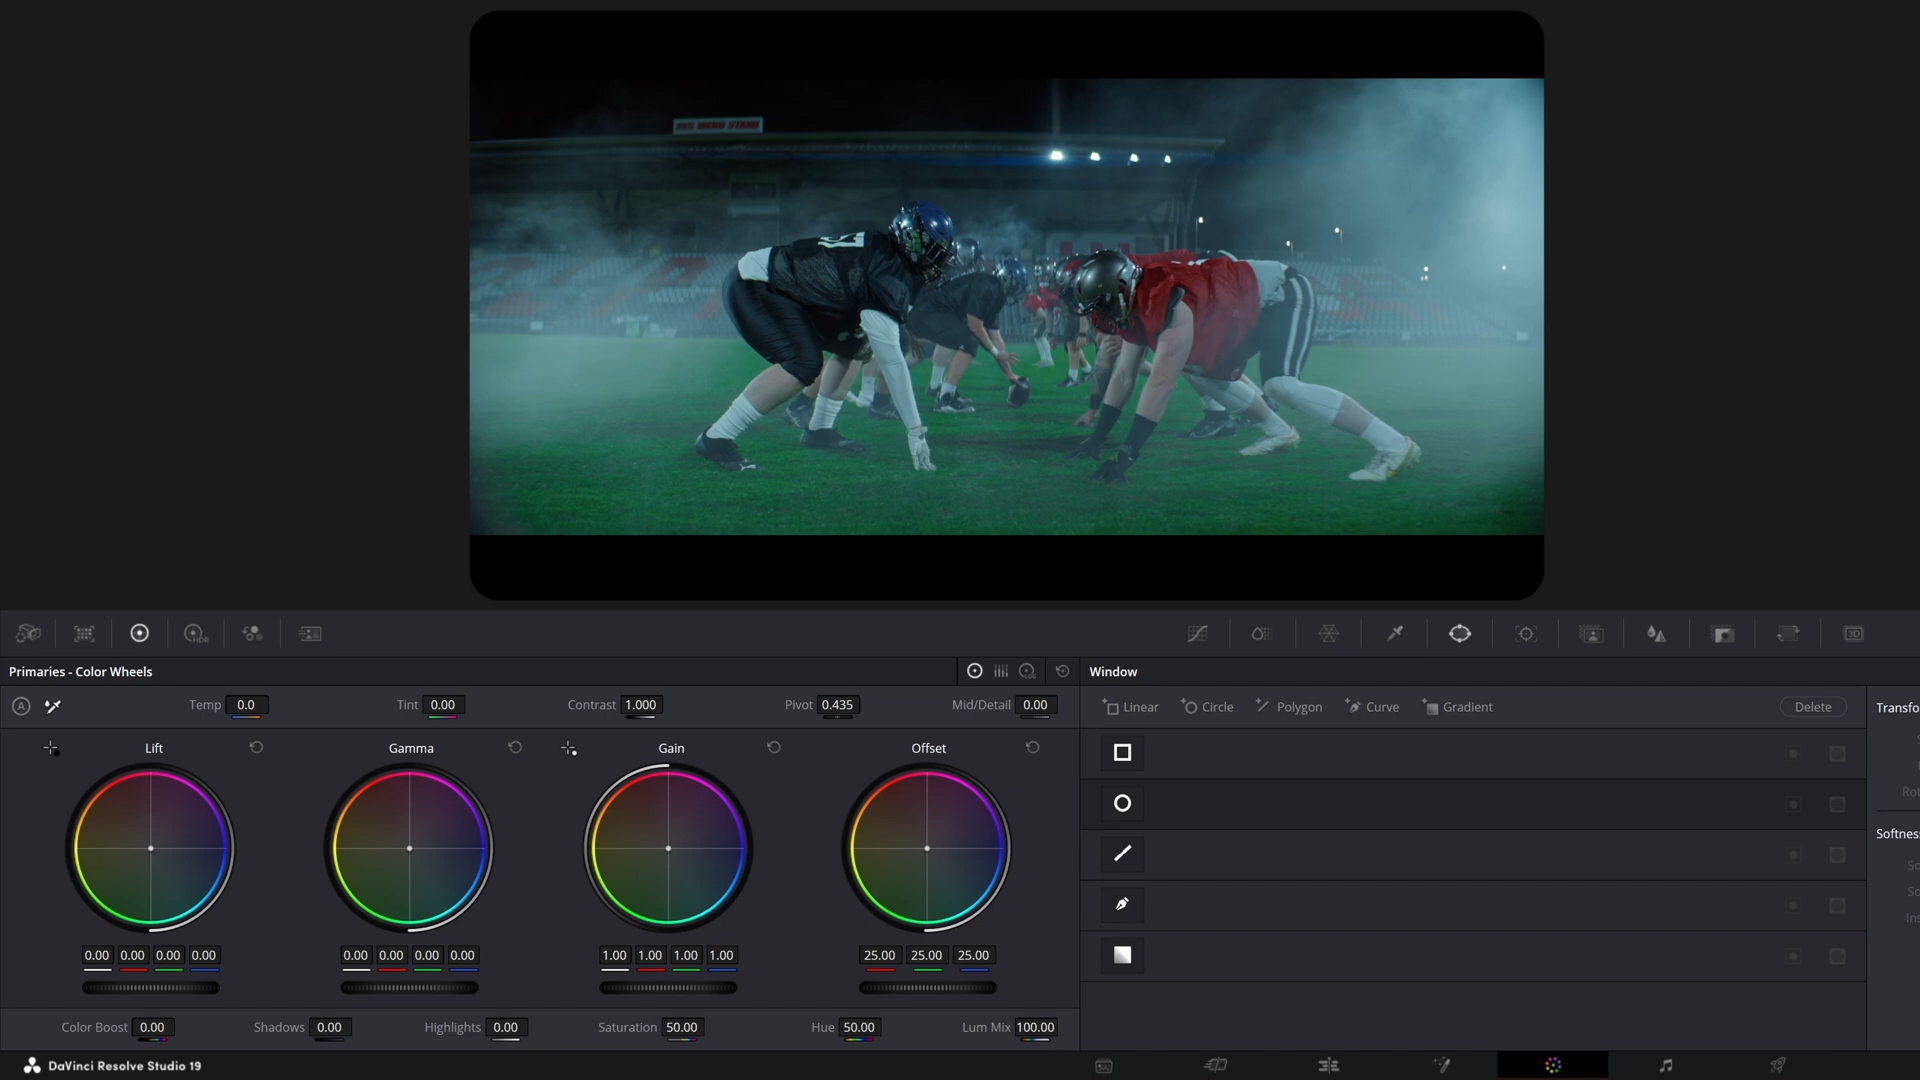 Primaries - Color Wheels
Window
Temp 0.0 Tint 0.00 Contrast 1.000 Pivot 0.435 Mid/Detail 0.00
Linear Circle Polygon Curve Gradient Delete
Transfo
Lift Gamma Gain Offset
Rot
Softnes
So
So
Ins
0.00 0.00 0.00 0.00 0.00 0.00 0.00 0.00 1.00 1.00 1.00 1.00 25.00 25.00 25.00
Color Boost 0.00 Shadows 0.00 Highlights 0.00 Saturation 50.00 Hue 50.00 Lum Mix 100.00
DaVinci Resolve Studio 19